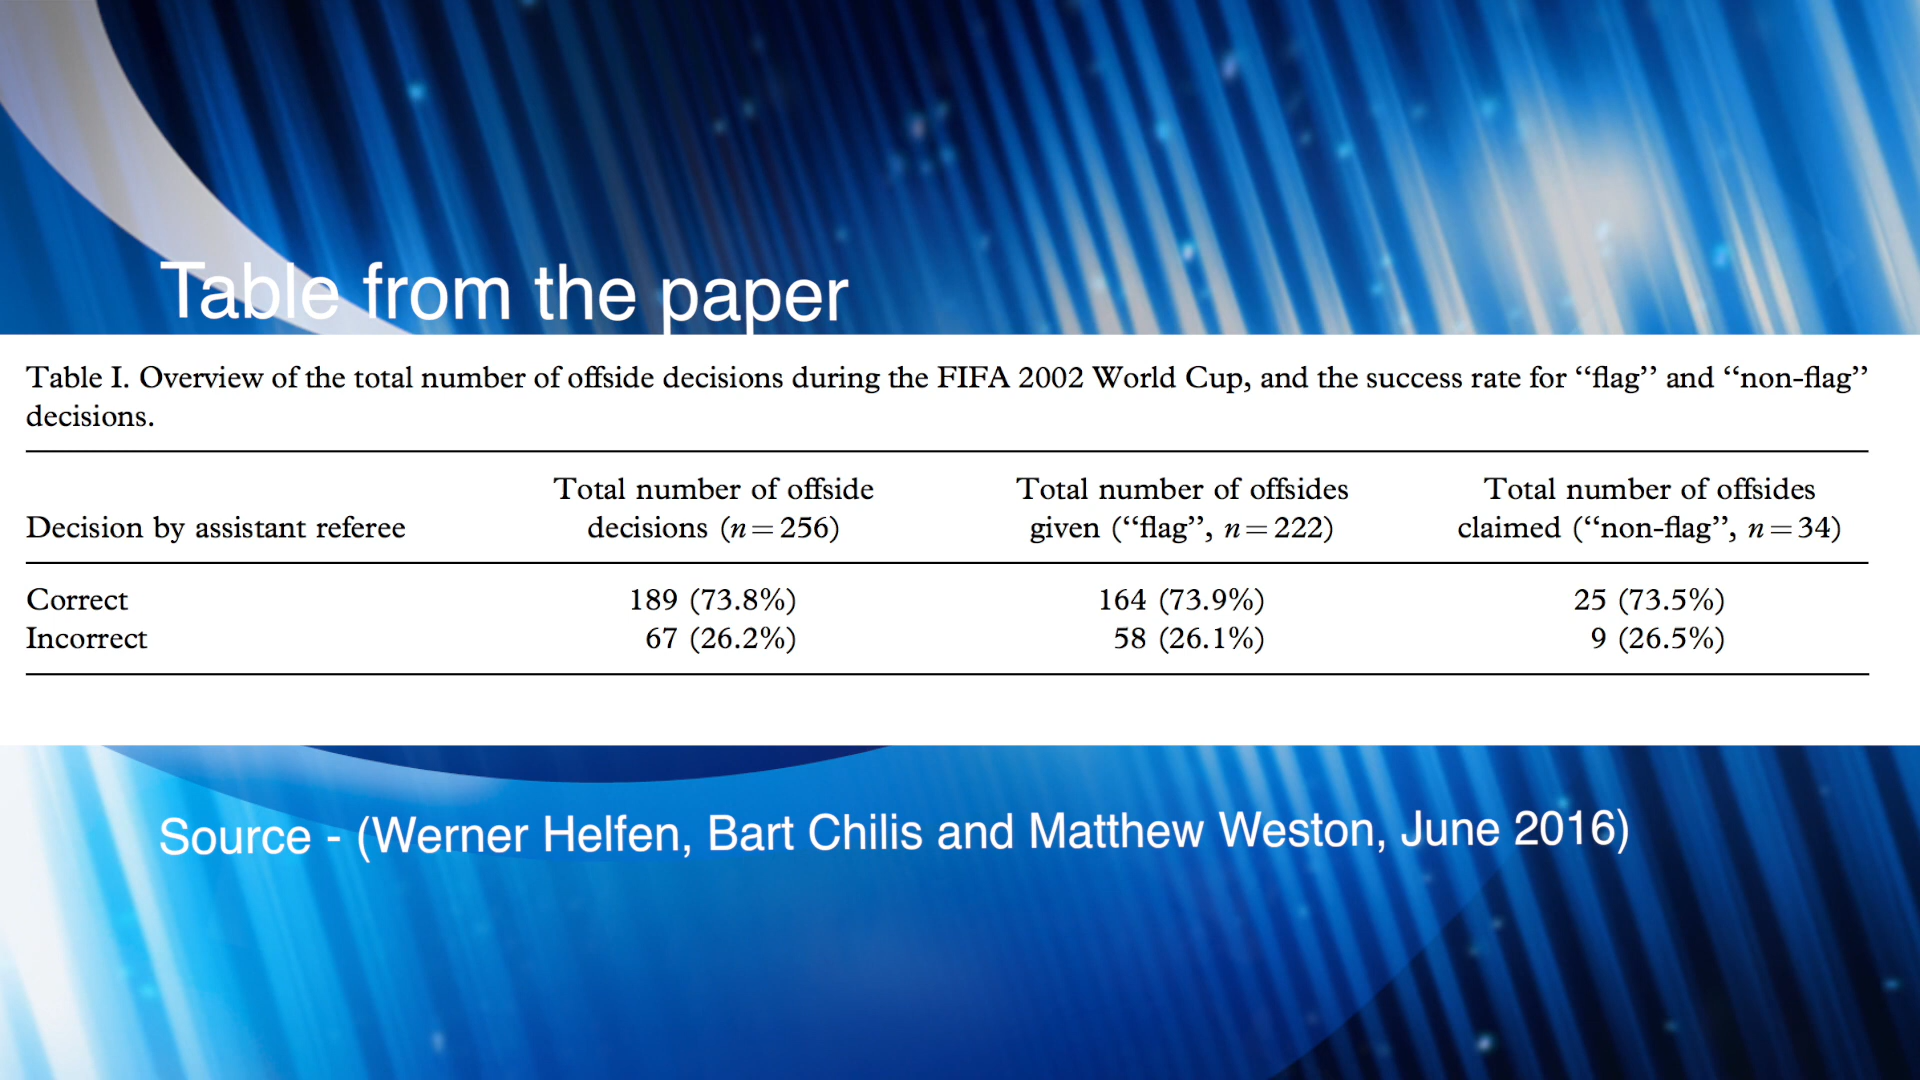 Table from the paper
Table I. Overview of the total number of offside decisions during the FIFA 2002 World Cup, and the success rate for ‘‘flag’’ and ‘‘non-flag’’
decisions.
Decision by assistant referee
Total number of offside
decisions (n=256)
Total number of offsides
given (‘‘flag’’, n=222)
Total number of offsides
claimed (‘‘non-flag’’, n=34)
Correct 189 (73.8%) 164 (73.9%) 25 (73.5%)
Incorrect 67 (26.2%) 58 (26.1%) 9 (26.5%)
Source - (Werner Helfen, Bart Chilis and Matthew Weston, June 2016)